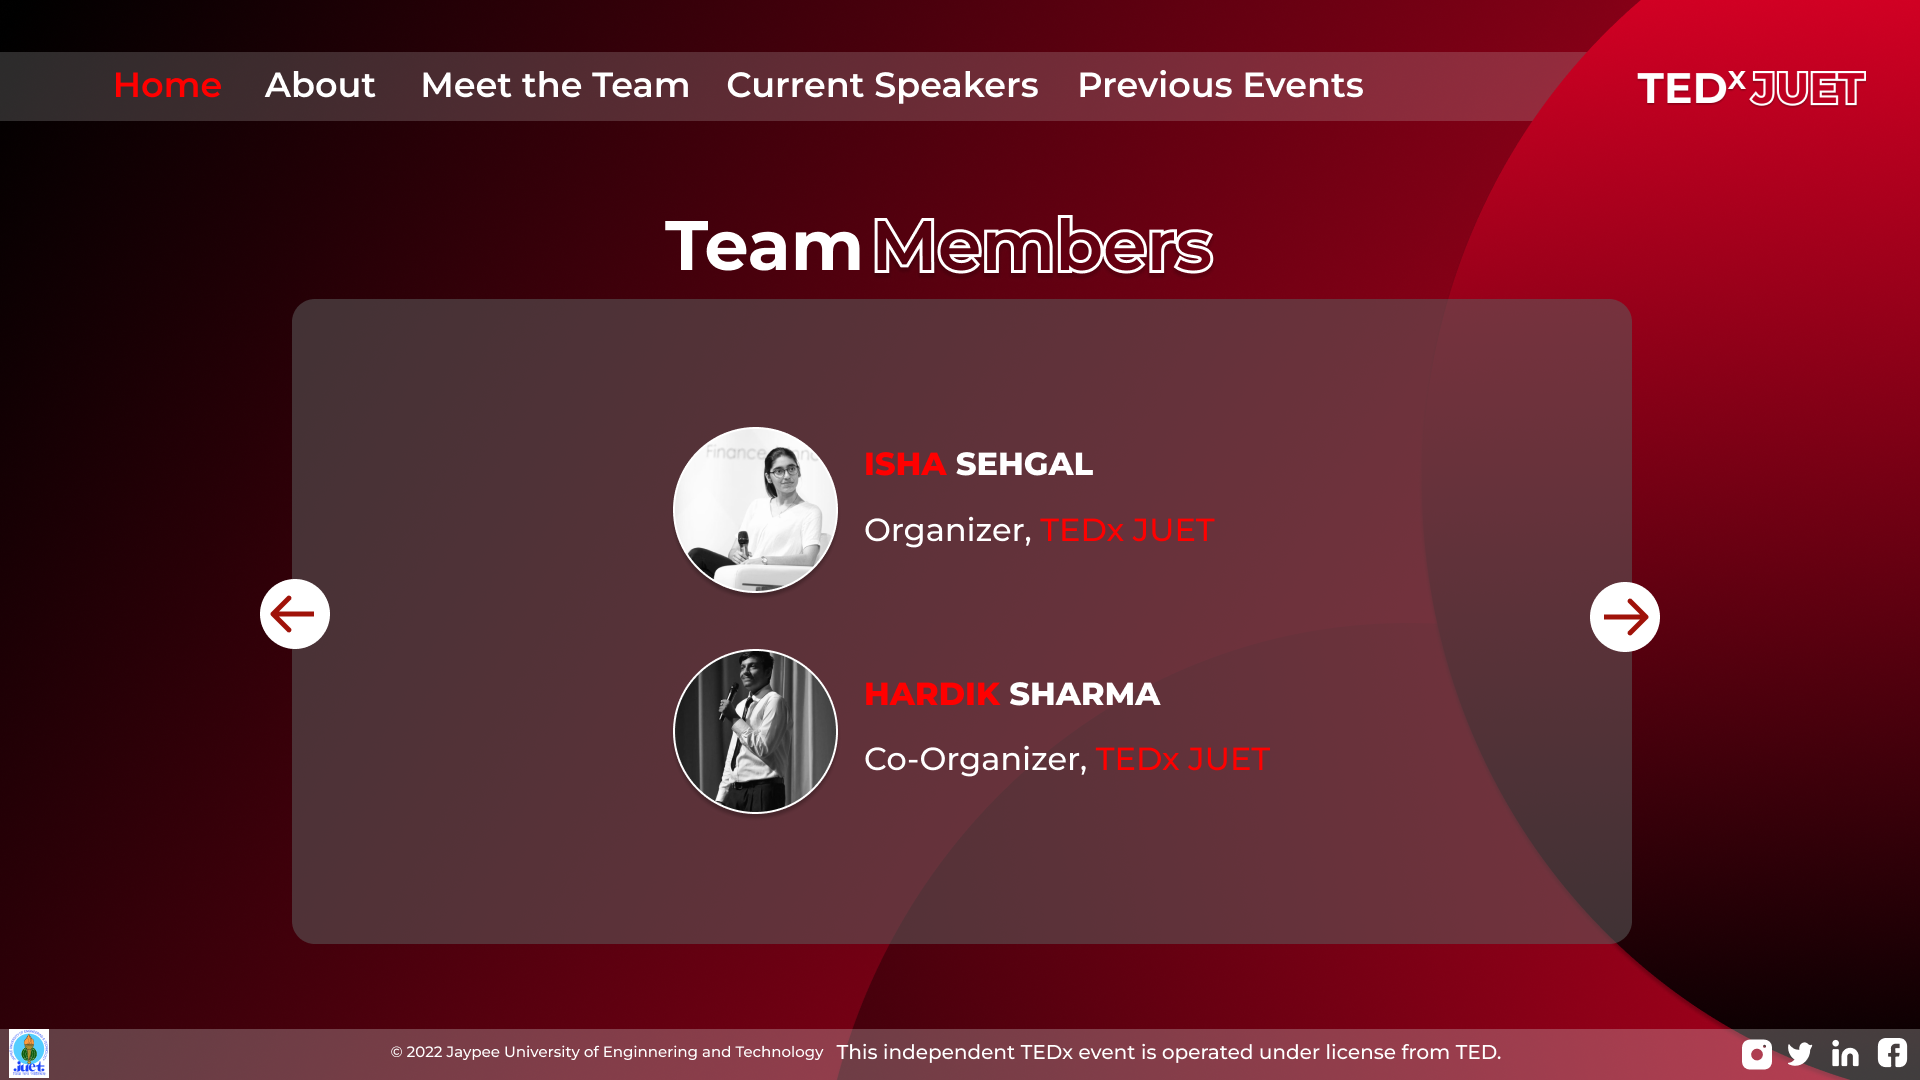 Home About Meet the Team Current Speakers Previous Events
TEDx JUET
Team Members
Finance
ISHA SEHGAL
Organizer, TEDx JUET
HARDIK SHARMA
Co-Organizer, TEDx JUET
juet
© 2022 Jaypee University of Enginnering and Technology This independent TEDx event is operated under license from TED.